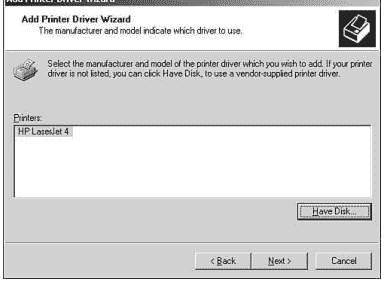 Add Printer Driver Wizard
Add Printer Driver Wizard
The manufacturer and model indicate which driver to use.
Select the manufacturer and model of the printer driver which you wish to add. If your printer
driver is not listed, you can click Have Disk, to use a vendor-supplied printer driver.
Printers:
HP LaserJet 4
Have Disk...
< Back Next > Cancel